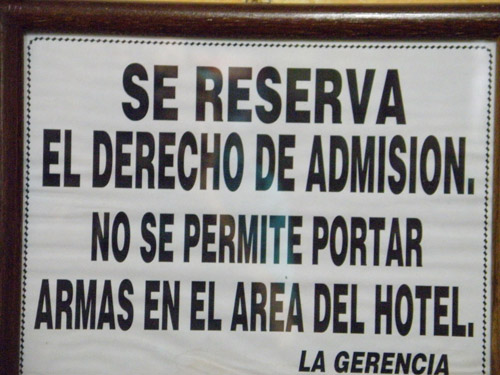 SE RESERVA
EL DERECHO DE ADMISION.
NO SE PERMITE PORTAR
ARMAS EN EL AREA DEL HOTEL.
LA GERENCIA